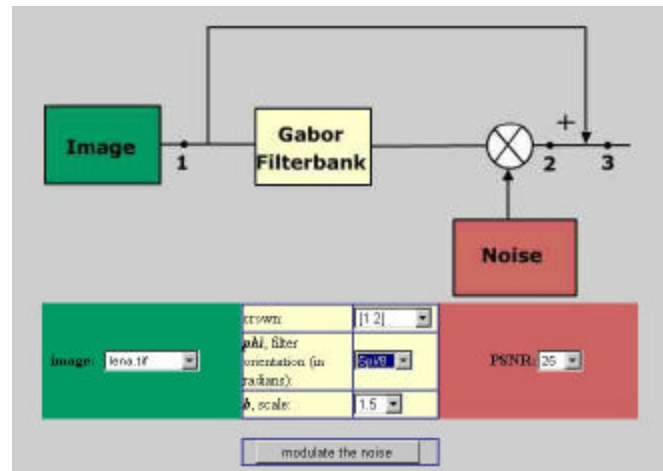 +
Image
1
Gabor
Filterbank
2
3
Noise
crown:
[1 2]
image:
lena.tif
phi, filter
orientation (in
radians):
5pi/8
PSNR:
25
b, scale:
1.5
modulate the noise